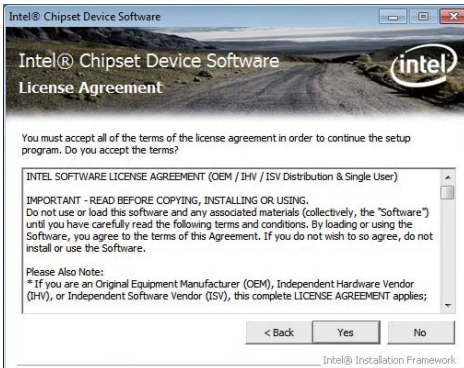 Intel® Chipset Device Software
Intel® Chipset Device Software
intel
License Agreement
You must accept all of the terms of the license agreement in order to continue the setup
program. Do you accept the terms?
INTEL SOFTWARE LICENSE AGREEMENT (OEM / IHV / ISV Distribution & Single User)
IMPORTANT - READ BEFORE COPYING, INSTALLING OR USING.
Do not use or load this software and any associated materials (collectively, the "Software")
until you have carefully read the following terms and conditions. By loading or using the
Software, you agree to the terms of this Agreement. If you do not wish to so agree, do not
install or use the Software.
Please Also Note:
* If you are an Original Equipment Manufacturer (OEM), Independent Hardware Vendor
(IHV), or Independent Software Vendor (ISV), this complete LICENSE AGREEMENT applies;
< Back Yes No
Intel® Installation Framework